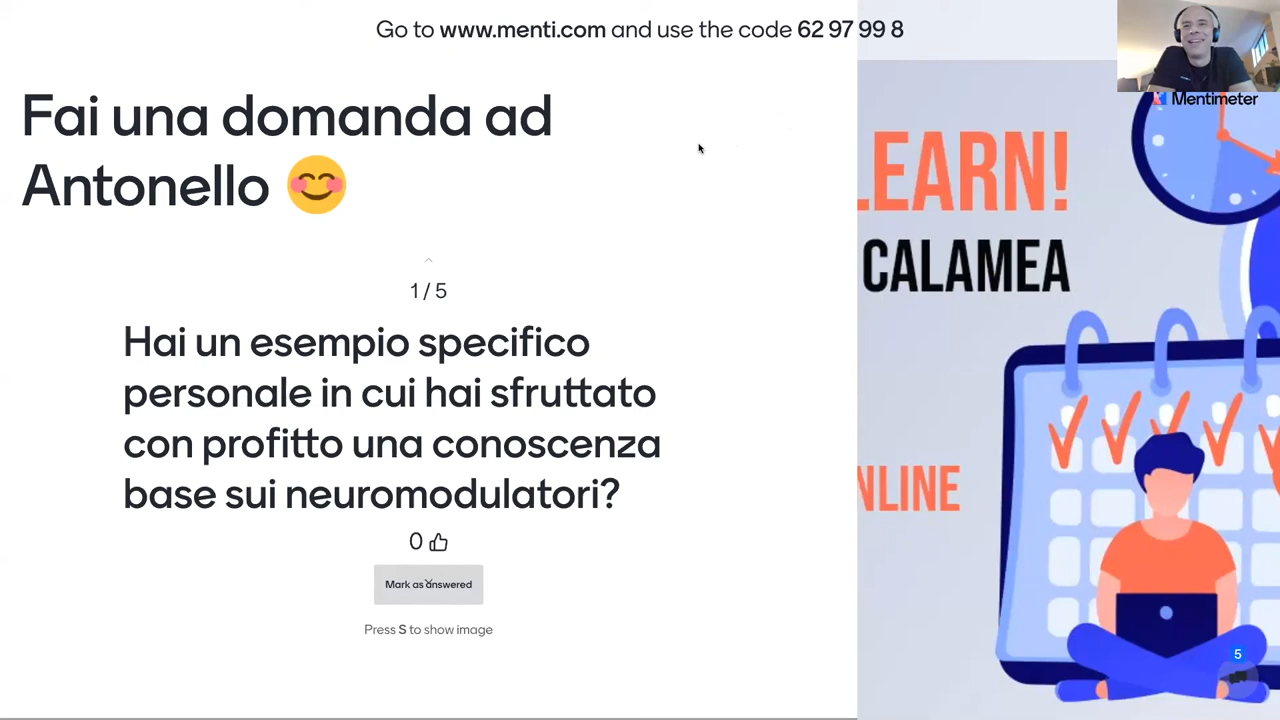 Go to www.menti.com and use the code 62 97 99 8
Mentimeter
Fai una domanda ad
Antonello 😊
LEARN!
CALAMEA
1 / 5
Hai un esempio specifico
personale in cui hai sfruttato
con profitto una conoscenza
base sui neuromodulatori?
NLINE
0
Mark as answered
Press S to show image
5